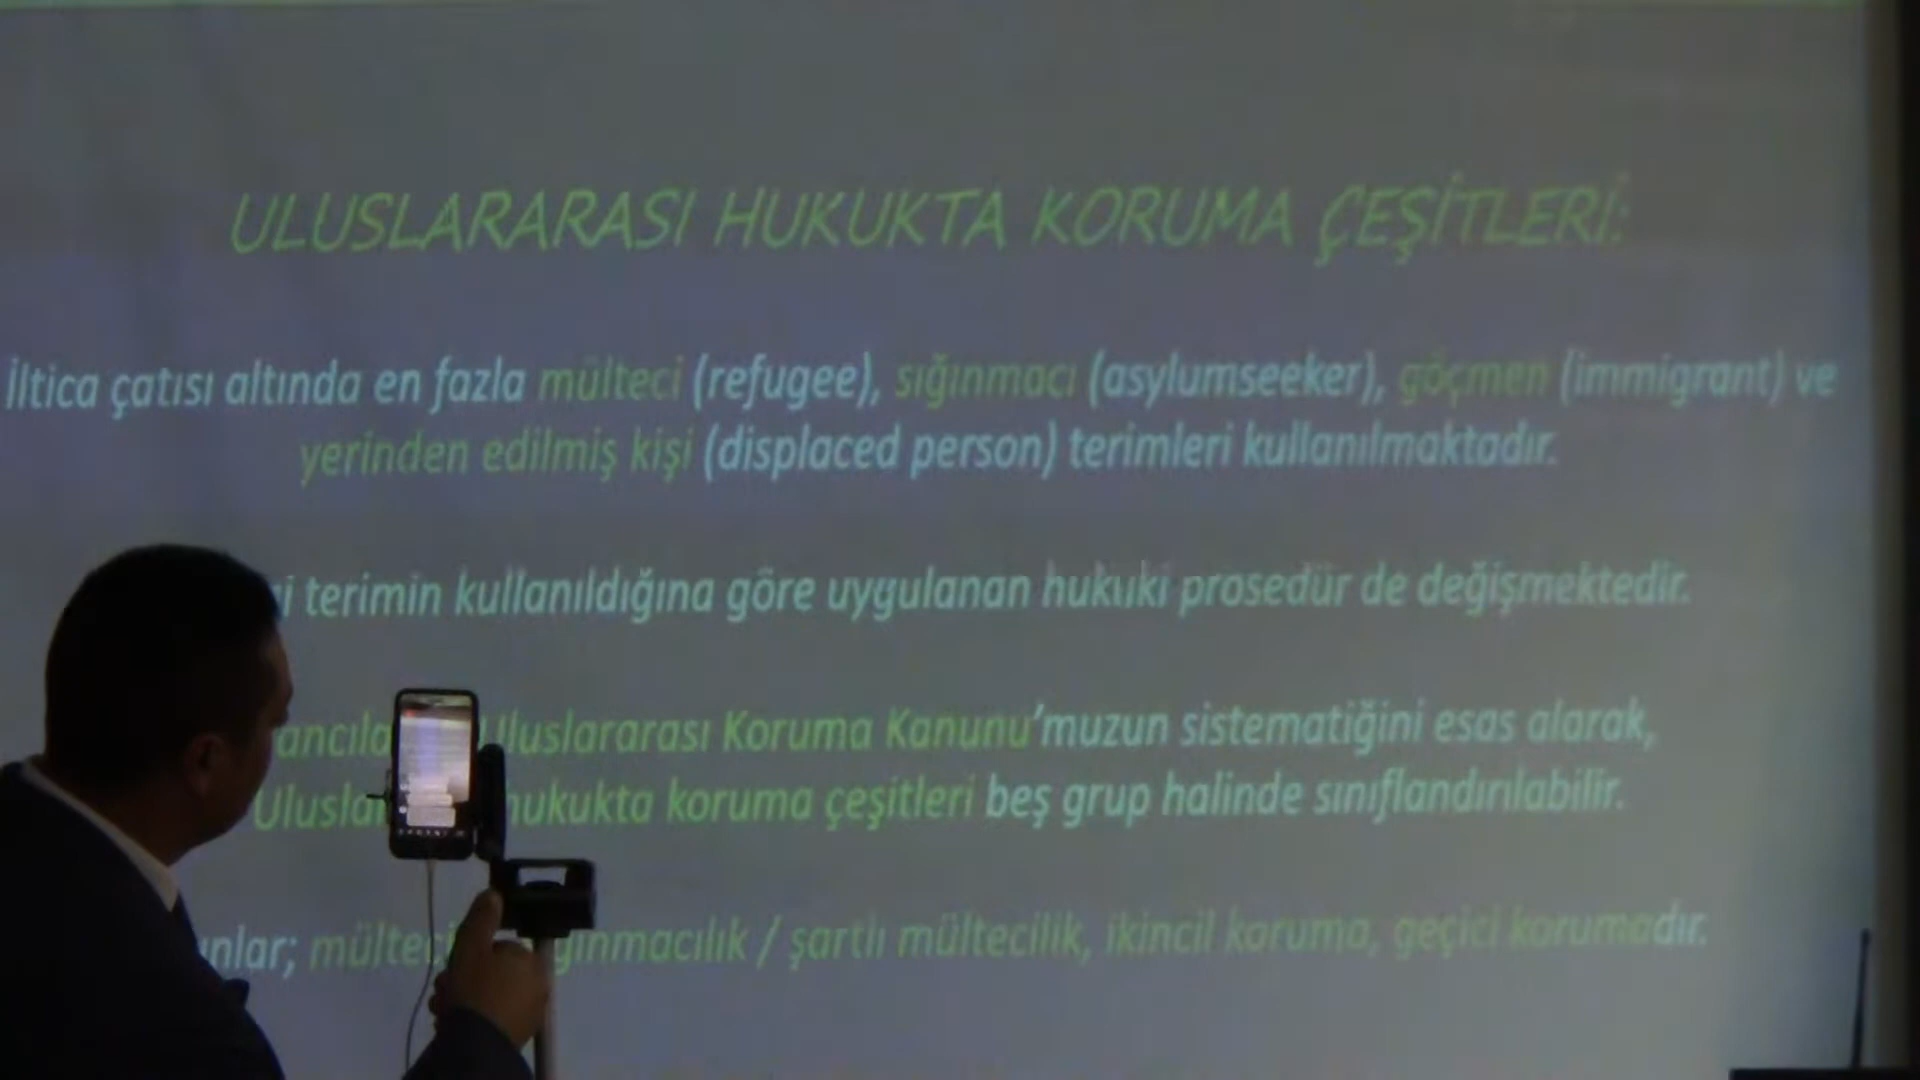 ULUSLARARASI HUKUKTA KORUMA ÇEŞİTLERİ:
İltica çatısı altında en fazla mülteci (refugee), sığınmacı (asylumseeker), göçmen (immigrant) ve
yerinden edilmiş kişi (displaced person) terimleri kullanılmaktadır.
terimin kullanıldığına göre uygulanan hukuki prosedür de değişmektedir.
Uluslararası Koruma Kanunu'muzun sistematiğini esas alarak,
hukukta koruma çeşitleri beş grup halinde sınıflandırılabilir.
/ şartlı mültecilik, ikincil koruma, geçici korumadır.